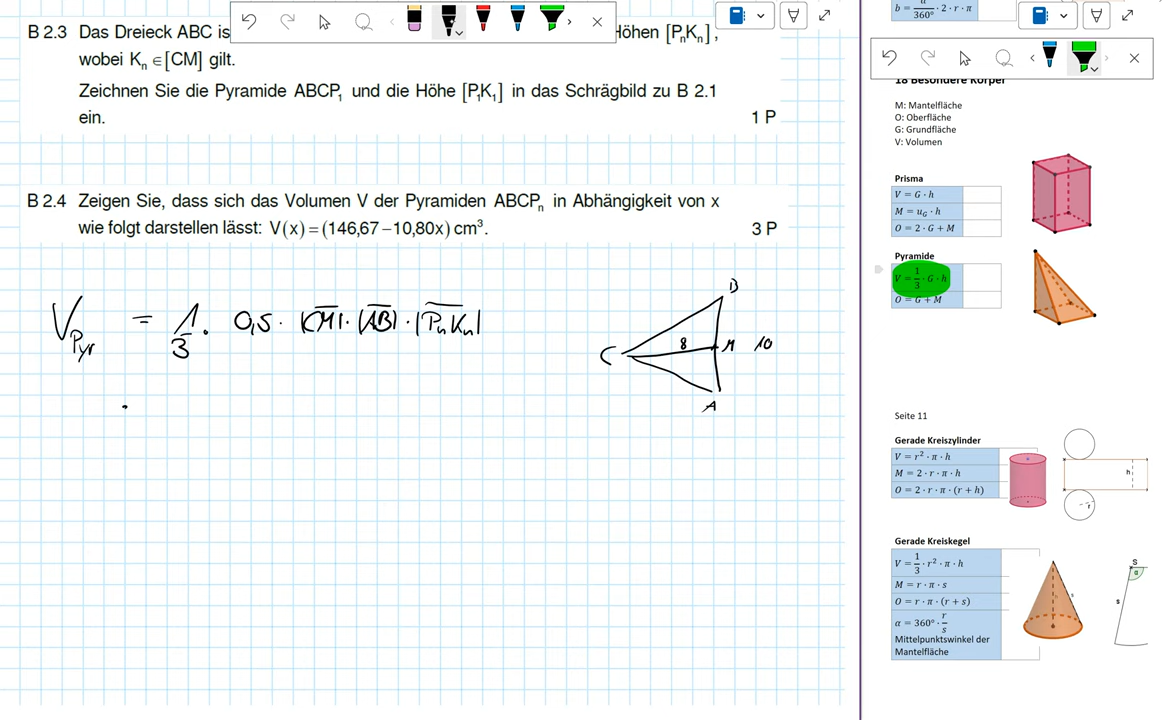 B 2.3 Das Dreieck ABC is Höhen [PₙKₙ],
wobei Kₙ ∈ [CM] gilt.
Zeichnen Sie die Pyramide ABCP₁ und die Höhe [P₁K₁] in das Schrägbild zu B 2.1
ein. 1 P
B 2.4 Zeigen Sie, dass sich das Volumen V der Pyramiden ABCPₙ in Abhängigkeit von x
wie folgt darstellen lässt: V(x) = (146,67 – 10,80x) cm³. 3 P
V_Pyr = 1/3 · 0,5 · |CM| · |AB| · |PₙKₙ|
B
C 8 M 10
A
b = α/360° · 2 · r · π
18 Besondere Körper
M: Mantelfläche
O: Oberfläche
G: Grundfläche
V: Volumen
Prisma
V = G · h
M = u_G · h
O = 2 · G + M
Pyramide
V = 1/3 · G · h
O = G + M
Seite 11
Gerade Kreiszylinder
V = r² · π · h
M = 2 · r · π · h
O = 2 · r · π · (r + h)
h
r
Gerade Kreiskegel
V = 1/3 · r² · π · h
M = r · π · s
O = r · π · (r + s)
α = 360° · r/s
Mittelpunktswinkel der
Mantelfläche
S
α
s